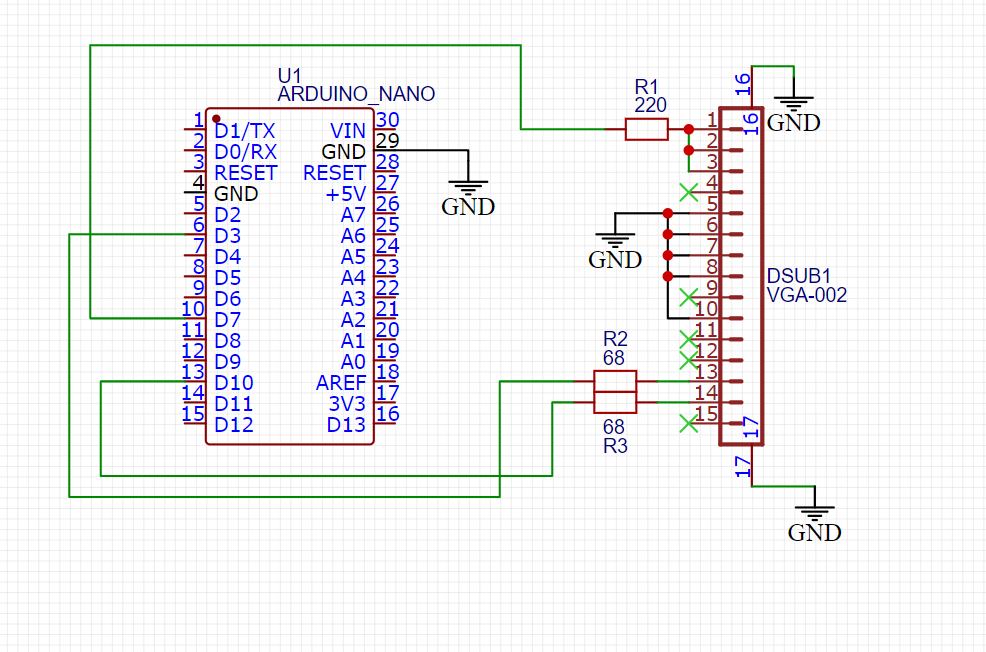 U1
ARDUINO_NANO
1 D1/TX VIN 30
2 D0/RX GND 29
3 RESET RESET 28
4 GND +5V 27
5 D2 A7 26
6 D3 A6 25
7 D4 A5 24
8 D5 A4 23
9 D6 A3 22
10 D7 A2 21
11 D8 A1 20
12 D9 A0 19
13 D10 AREF 18
14 D11 3V3 17
15 D12 D13 16
GND
R1
220
GND
R2
68
68
R3
16
16
GND
1
2
3
4
5
6
7
8
9
10
11
12
13
14
15
DSUB1
VGA-002
17
17
GND